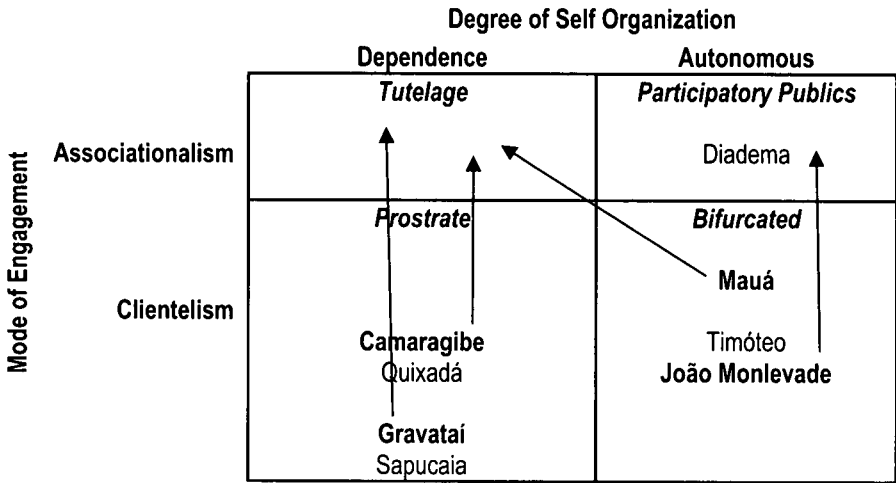 Degree of Self Organization
Dependence Autonomous
Tutelage Participatory Publics
Associationalism Diadema
Mode of Engagement
Prostrate Bifurcated
Mauá
Clientelism
Camaragibe Timóteo
Quixadá João Monlevade
Gravataí
Sapucaia